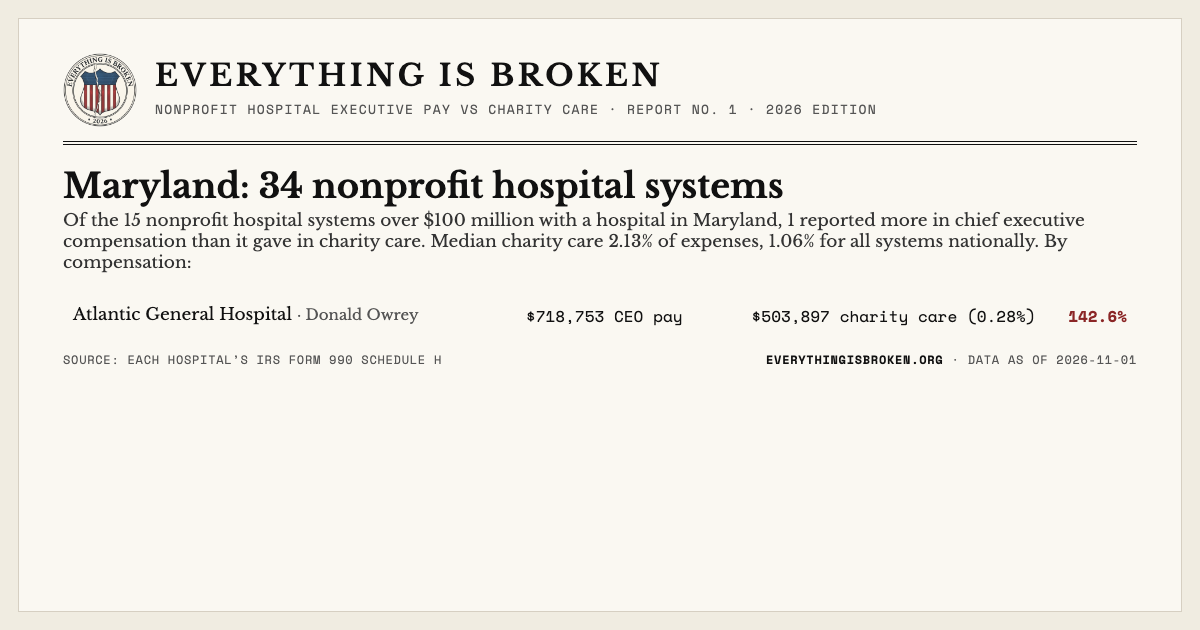 EVERYTHING IS BROKEN
· 2026 ·
EVERYTHING IS BROKEN
NONPROFIT HOSPITAL EXECUTIVE PAY VS CHARITY CARE · REPORT NO. 1 · 2026 EDITION
Maryland: 34 nonprofit hospital systems
Of the 15 nonprofit hospital systems over $100 million with a hospital in Maryland, 1 reported more in chief executive
compensation than it gave in charity care. Median charity care 2.13% of expenses, 1.06% for all systems nationally. By
compensation:
Atlantic General Hospital · Donald Owrey $718,753 CEO pay $503,897 charity care (0.28%) 142.6%
SOURCE: EACH HOSPITAL’S IRS FORM 990 SCHEDULE H EVERYTHINGISBROKEN.ORG · DATA AS OF 2026-11-01